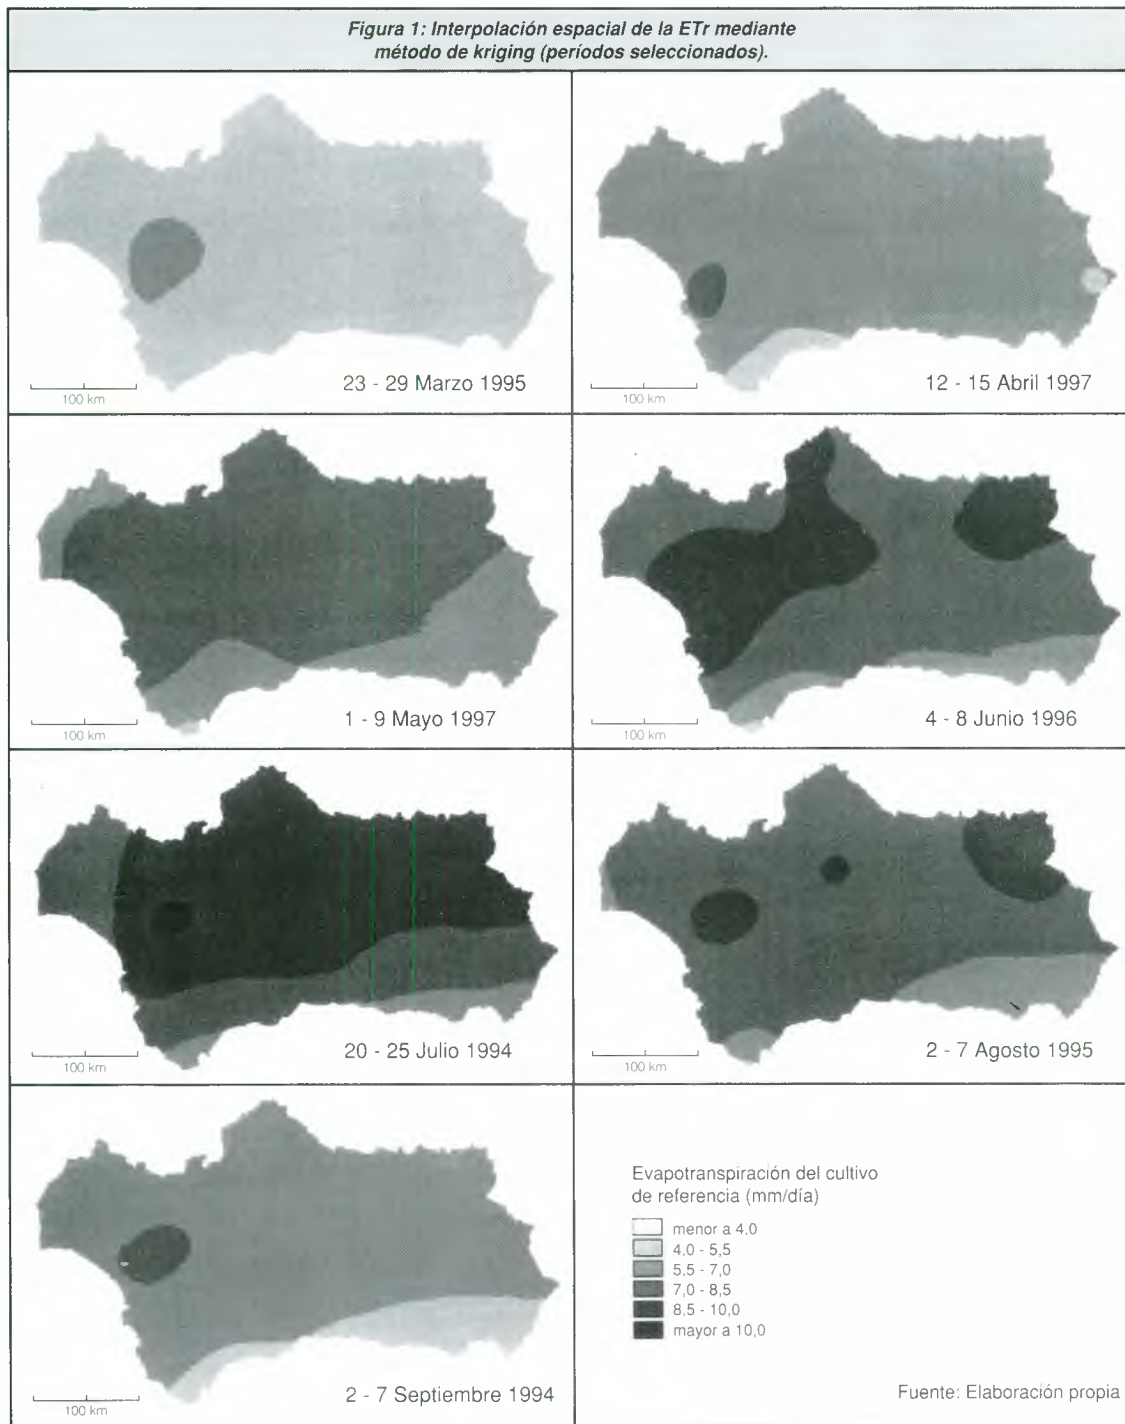 Figura 1: Interpolación espacial de la ETr mediante
método de kriging (períodos seleccionados).
100 km
23 - 29 Marzo 1995
100 km
12 - 15 Abril 1997
100 km
1 - 9 Mayo 1997
100 km
4 - 8 Junio 1996
100 km
20 - 25 Julio 1994
100 km
2 - 7 Agosto 1995
100 km
2 - 7 Septiembre 1994
Evapotranspiración del cultivo
de referencia (mm/día)
menor a 4,0
4,0 - 5,5
5,5 - 7,0
7,0 - 8,5
8,5 - 10,0
mayor a 10,0
Fuente: Elaboración propia